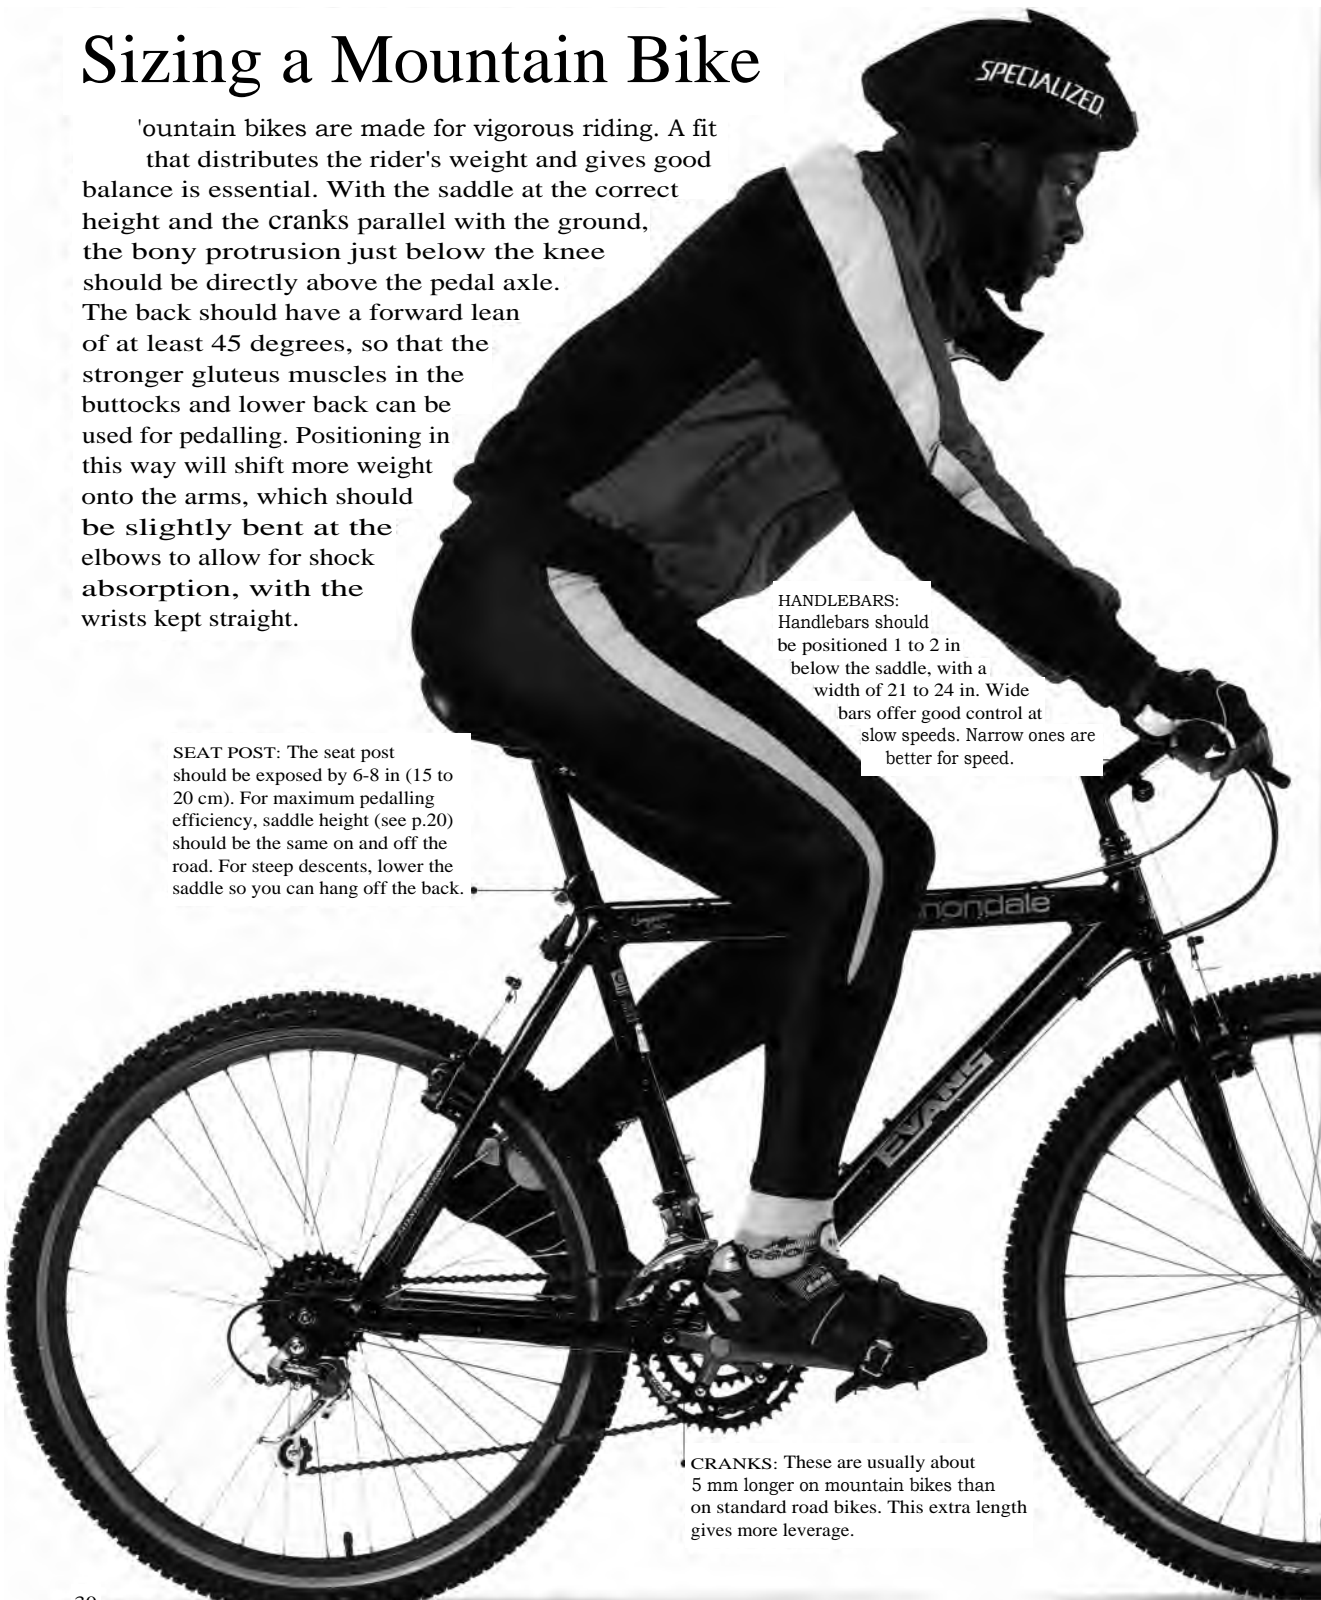 Sizing a Mountain Bike
'ountain bikes are made for vigorous riding. A fit
that distributes the rider's weight and gives good
balance is essential. With the saddle at the correct
height and the cranks parallel with the ground,
the bony protrusion just below the knee
should be directly above the pedal axle.
The back should have a forward lean
of at least 45 degrees, so that the
stronger gluteus muscles in the
buttocks and lower back can be
used for pedalling. Positioning in
this way will shift more weight
onto the arms, which should
be slightly bent at the
elbows to allow for shock
absorption, with the
wrists kept straight.
SPECIALIZED
HANDLEBARS:
Handlebars should
be positioned 1 to 2 in
below the saddle, with a
width of 21 to 24 in. Wide
bars offer good control at
slow speeds. Narrow ones are
better for speed.
SEAT POST: The seat post
should be exposed by 6-8 in (15 to
20 cm). For maximum pedalling
efficiency, saddle height (see p.20)
should be the same on and off the
road. For steep descents, lower the
saddle so you can hang off the back.
nondale
EVANS
CRANKS: These are usually about
5 mm longer on mountain bikes than
on standard road bikes. This extra length
gives more leverage.